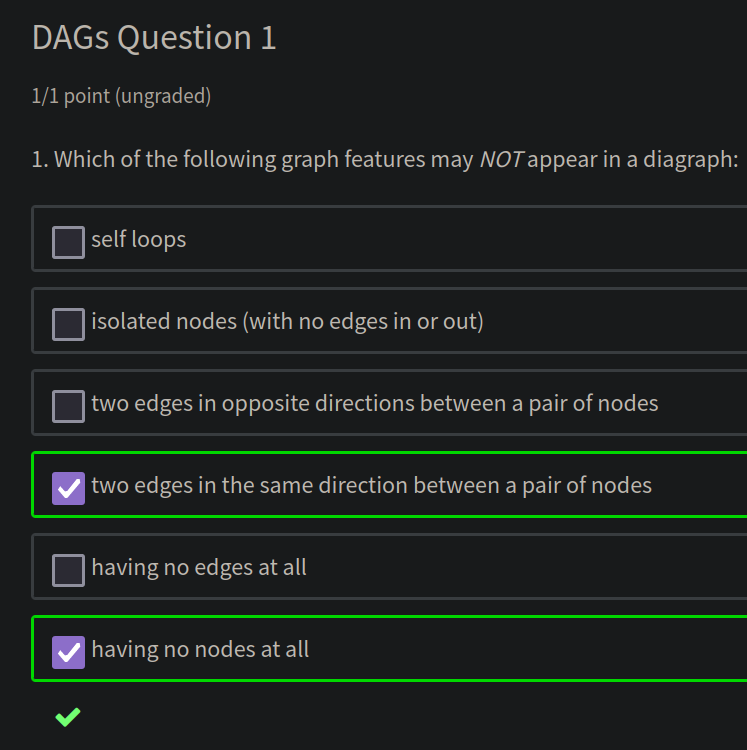 DAGs Question 1
1/1 point (ungraded)
1. Which of the following graph features may NOT appear in a diagraph:
self loops
isolated nodes (with no edges in or out)
two edges in opposite directions between a pair of nodes
two edges in the same direction between a pair of nodes
having no edges at all
having no nodes at all